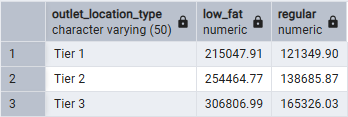 outlet_location_type low_fat regular
character varying (50) numeric numeric
1 Tier 1 215047.91 121349.90
2 Tier 2 254464.77 138685.87
3 Tier 3 306806.99 165326.03